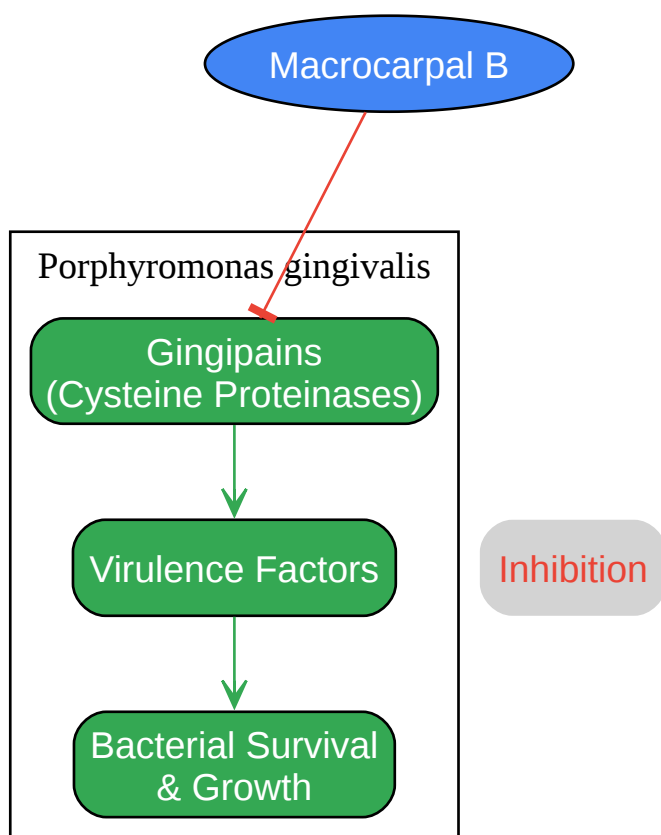 Macrocarpal B
Porphyromonas gingivalis
Gingipains
(Cysteine Proteinases)
Virulence Factors
Inhibition
Bacterial Survival
& Growth